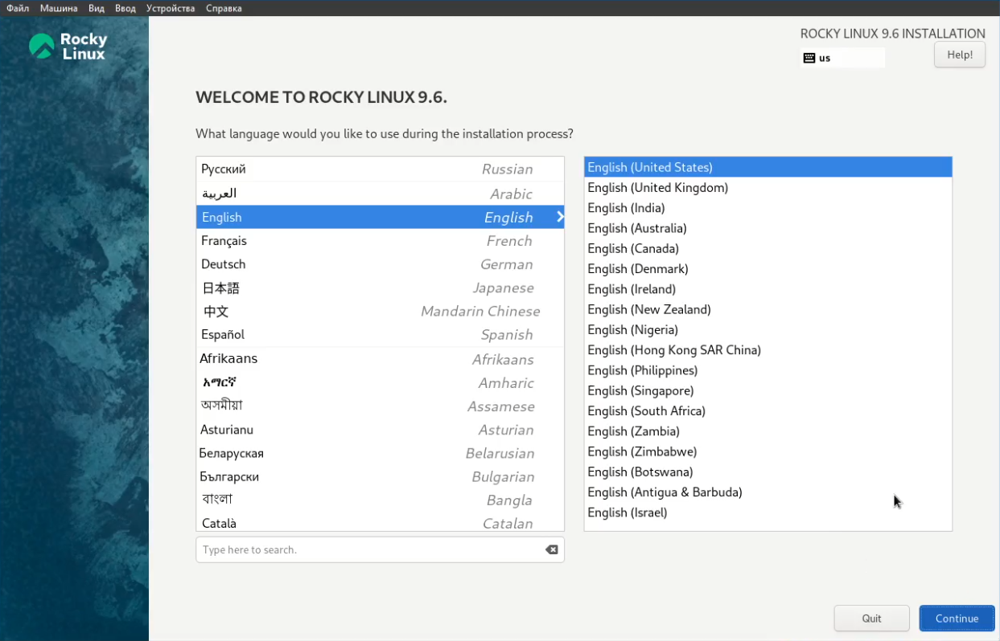 Файл Машина Вид Ввод Устройства Справка
Rocky Linux
ROCKY LINUX 9.6 INSTALLATION
us
Help!
WELCOME TO ROCKY LINUX 9.6.
What language would you like to use during the installation process?
Русский Russian
العربية Arabic
English English
Français French
Deutsch German
日本語 Japanese
中文 Mandarin Chinese
Español Spanish
Afrikaans Afrikaans
አማርኛ Amharic
অসমীয়া Assamese
Asturianu Asturian
Беларуская Belarusian
Български Bulgarian
বাংলা Bangla
Català Catalan
Type here to search.
English (United States)
English (United Kingdom)
English (India)
English (Australia)
English (Canada)
English (Denmark)
English (Ireland)
English (New Zealand)
English (Nigeria)
English (Hong Kong SAR China)
English (Philippines)
English (Singapore)
English (South Africa)
English (Zambia)
English (Zimbabwe)
English (Botswana)
English (Antigua & Barbuda)
English (Israel)
Quit
Continue